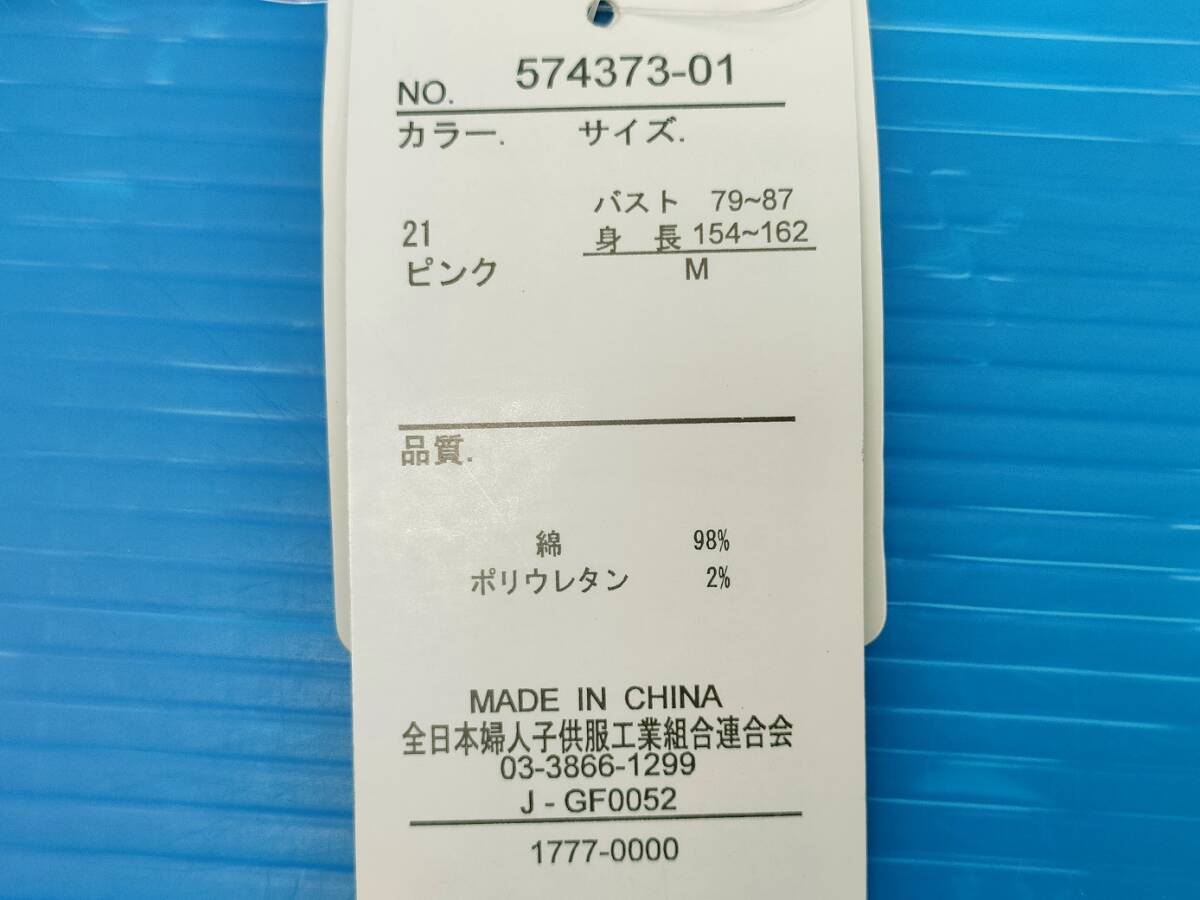 NO. 574373-01
カラー. サイズ.
バスト 79~87
21 身 長 154~162
ピンク M
品質.
綿 98%
ポリウレタン 2%
MADE IN CHINA
全日本婦人子供服工業組合連合会
03-3866-1299
J - GF0052
1777-0000